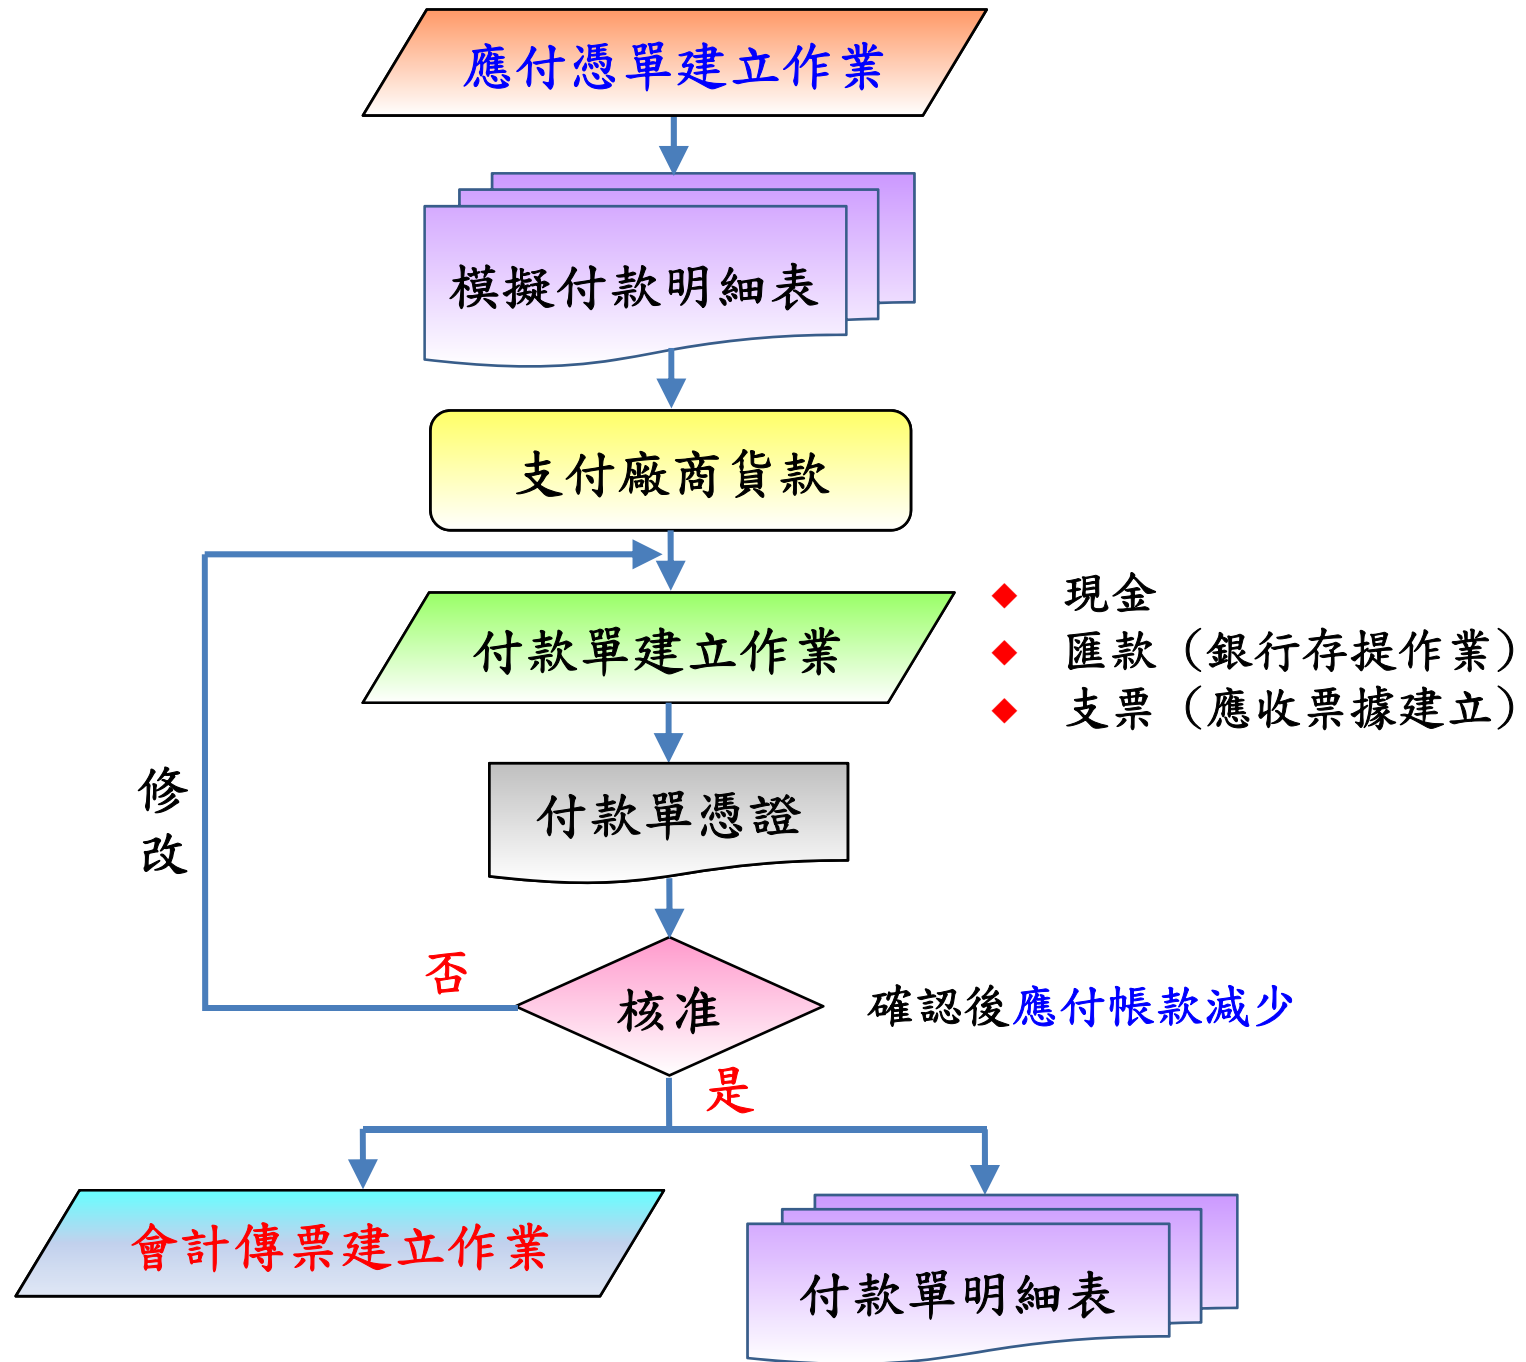 應付憑單建立作業
模擬付款明細表
支付廠商貨款
付款單建立作業
◆ 現金
◆ 匯款（銀行存提作業）
◆ 支票（應收票據建立）
付款單憑證
修
改
否
核准
確認後應付帳款減少
是
會計傳票建立作業
付款單明細表